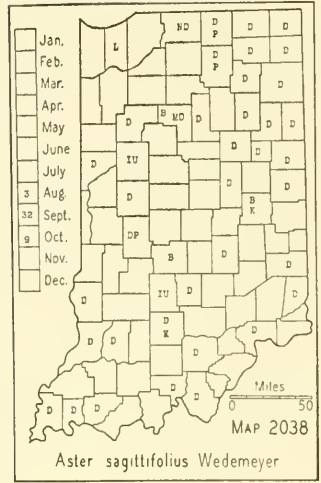 Jan.
Feb.
Mar.
Apr.
May
June
July
3 Aug.
32 Sept.
9 Oct.
Nov.
Dec.
ND D D D
P
L D D D
P
D B MD D D D D
IU D D D
D D D D
D B
K
DP B D D
IU D
D D D
K D
D D D
D D
D D D
Miles
0 50
MAP 2038
Aster sagittifolius Wedemeyer